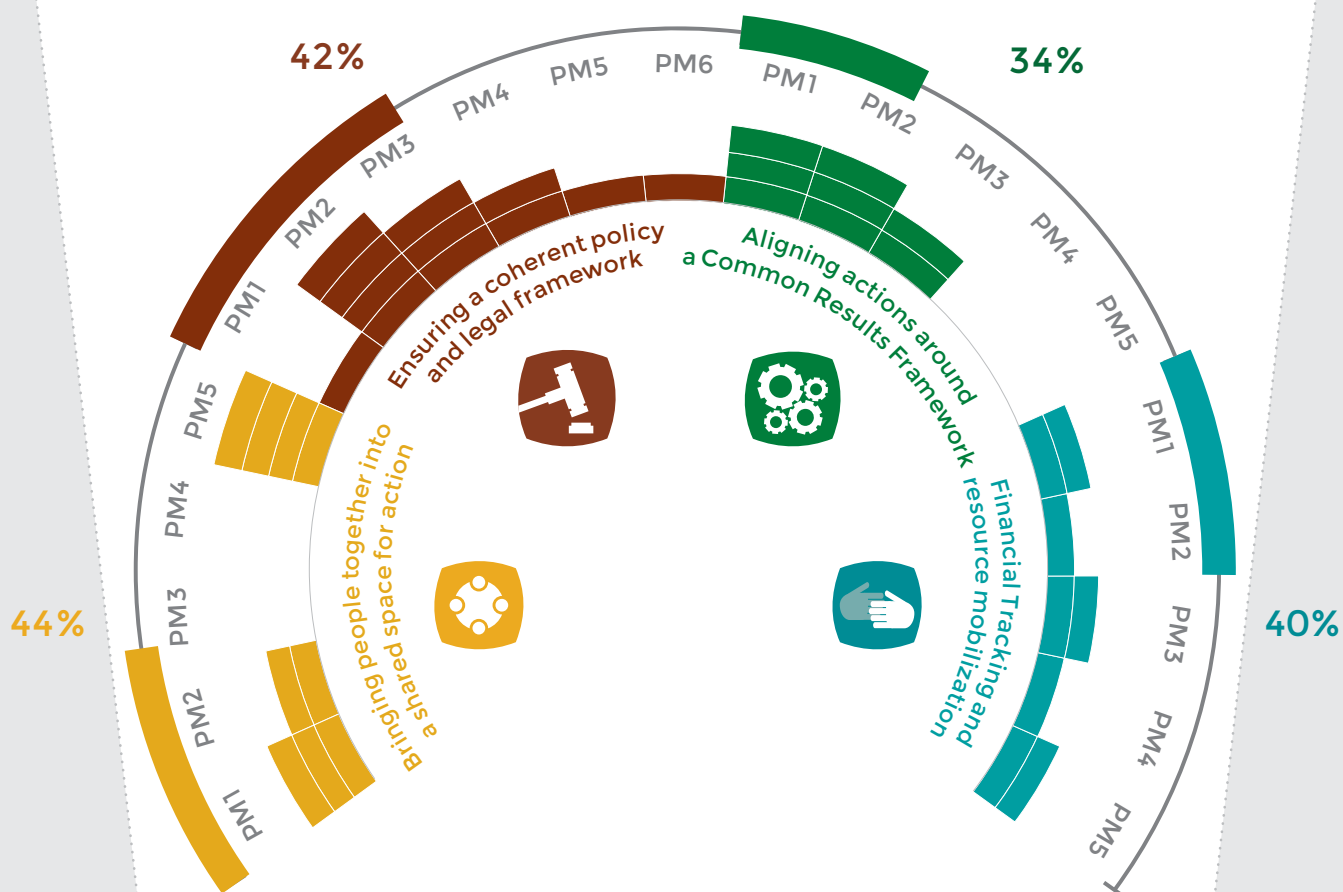 42%
34%
44%
40%
PM1
PM2
PM3
PM4
PM5
PM1
PM2
PM3
PM4
PM5
PM6
PM1
PM2
PM3
PM4
PM5
PM1
PM2
PM3
PM4
PM5
Bringing people together into
a shared space for action
Ensuring a coherent policy
and legal framework
Aligning actions around
a Common Results Framework
Financial Tracking and
resource mobilization